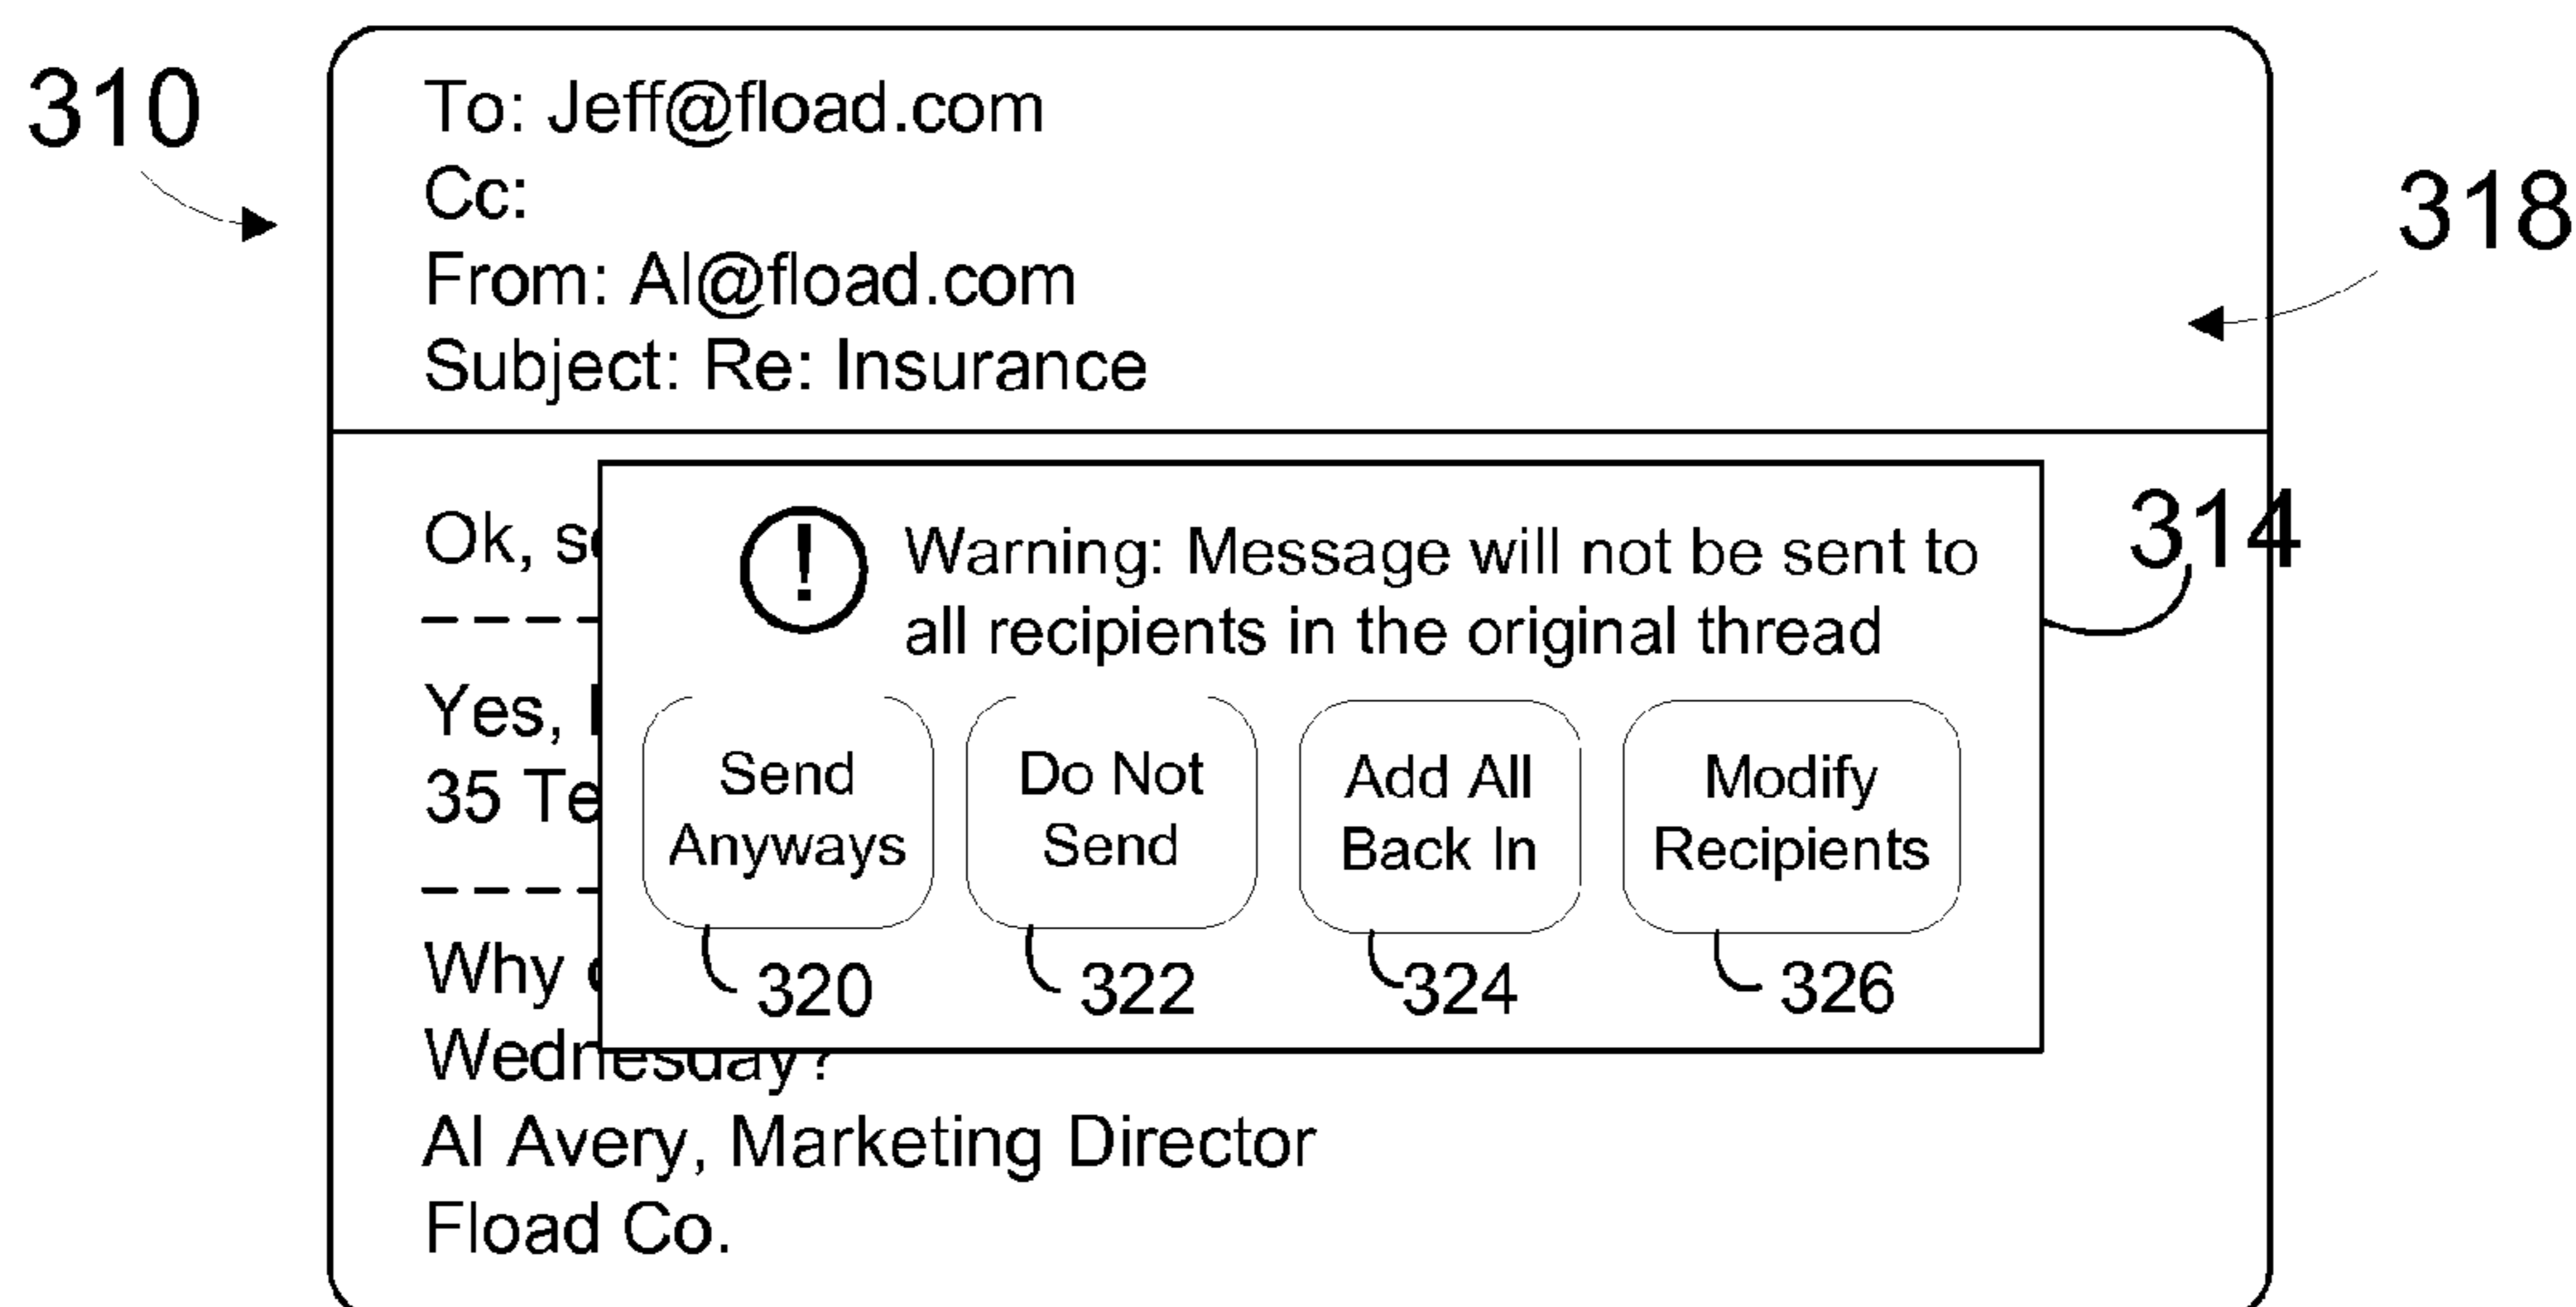 310
To: Jeff@fload.com
Cc:
From: Al@fload.com
Subject: Re: Insurance
318
Ok,
Warning: Message will not be sent to
all recipients in the original thread
314
Yes,
35
Send
Anyways
Do Not
Send
Add All
Back In
Modify
Recipients
320
322
324
326
Why
Wednesday?
Al Avery, Marketing Director
Fload Co.